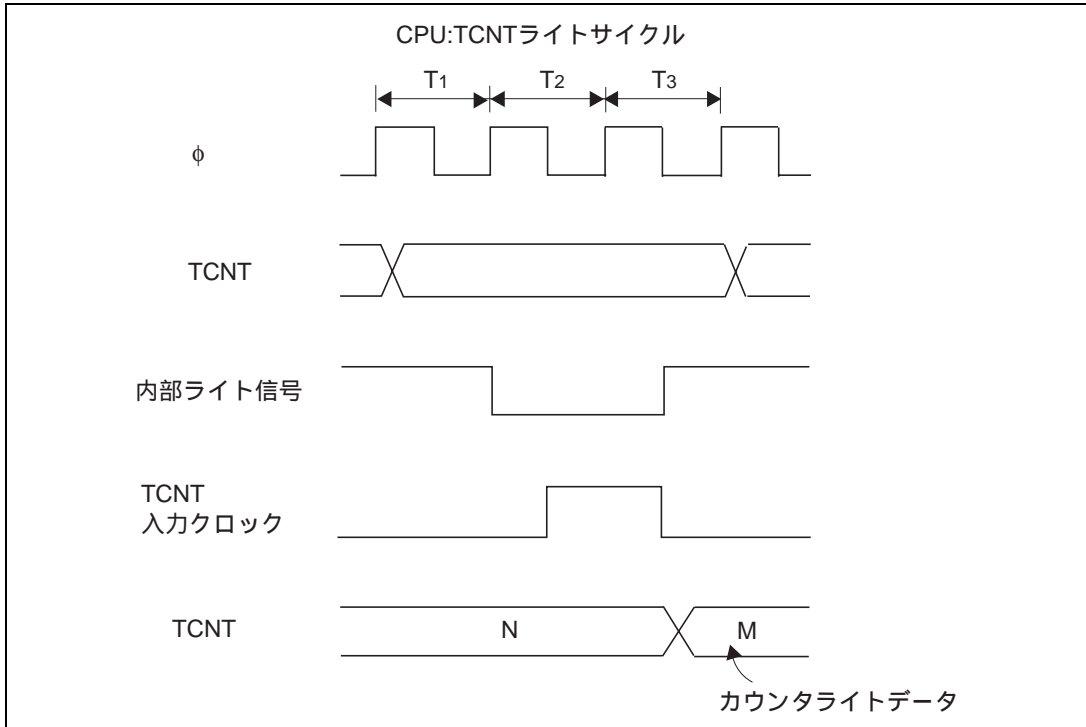 CPU:TCNTライトサイクル
T1 T2 T3
φ
TCNT
内部ライト信号
TCNT
入力クロック
TCNT N M
カウンタライトデータ